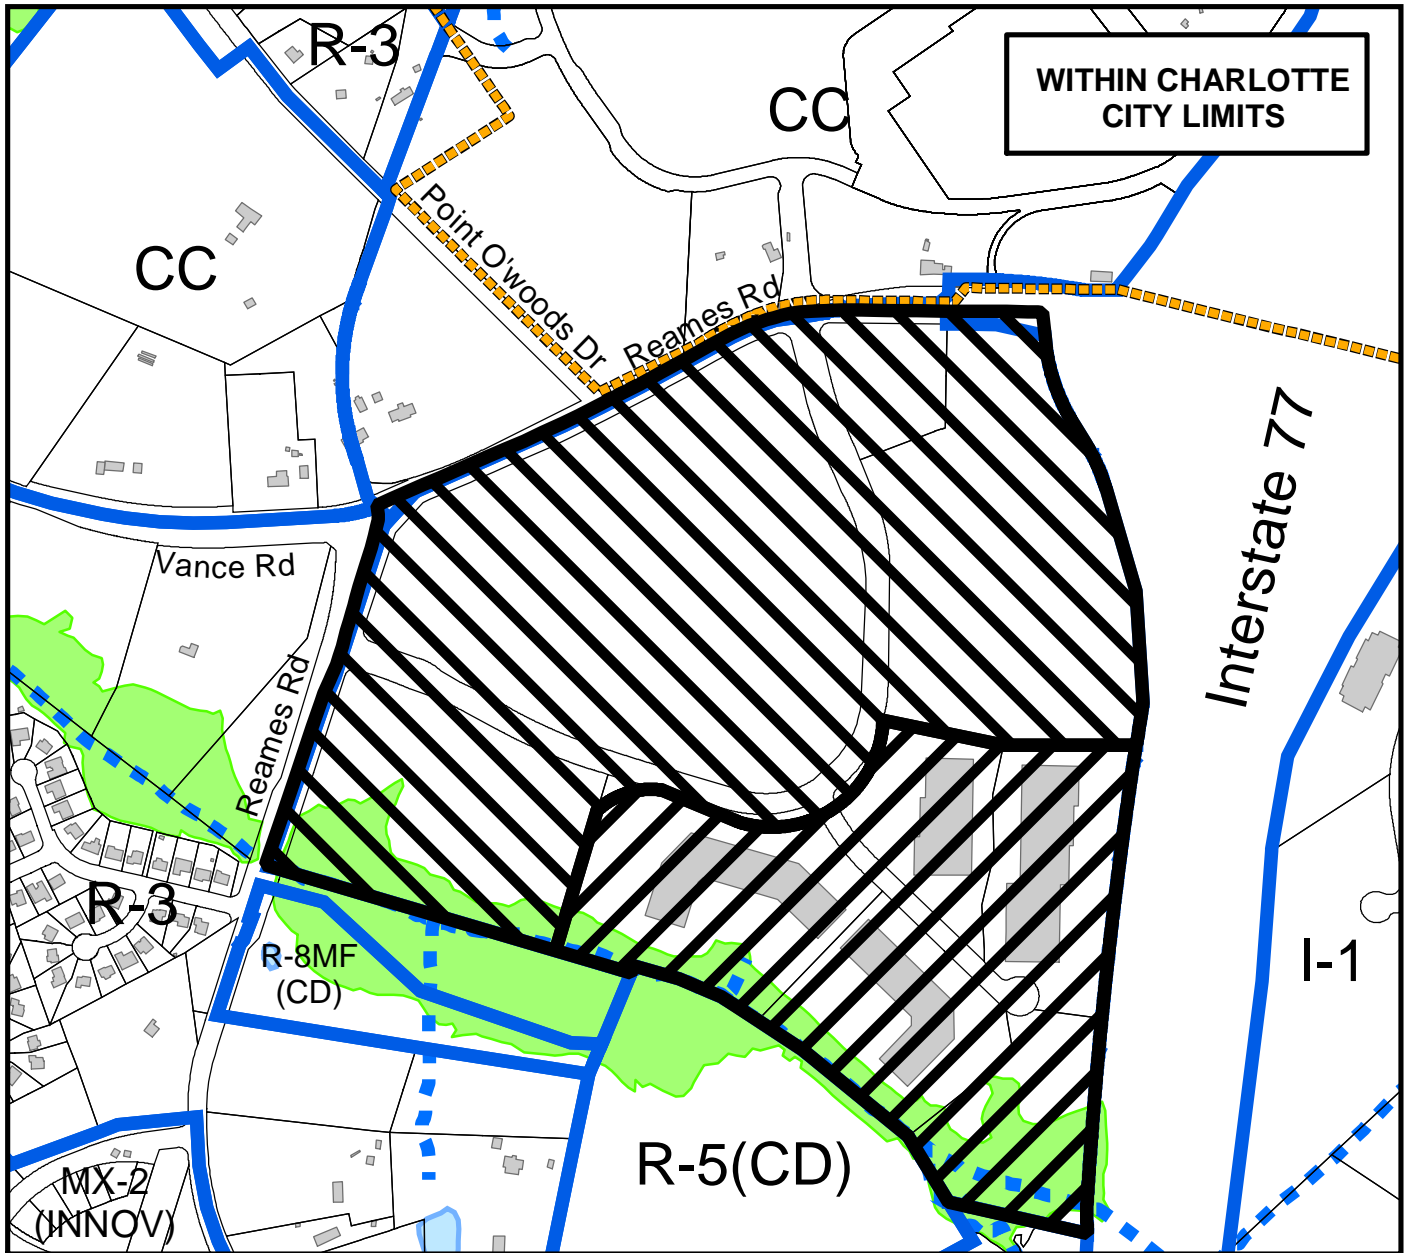 R-3
WITHIN CHARLOTTE
CITY LIMITS
CC
Point O'woods Dr
CC
Reames Rd
Interstate 77
Vance Rd
Reames Rd
R-3
R-8MF
(CD)
I-1
R-5(CD)
MX-2
(INNOV)